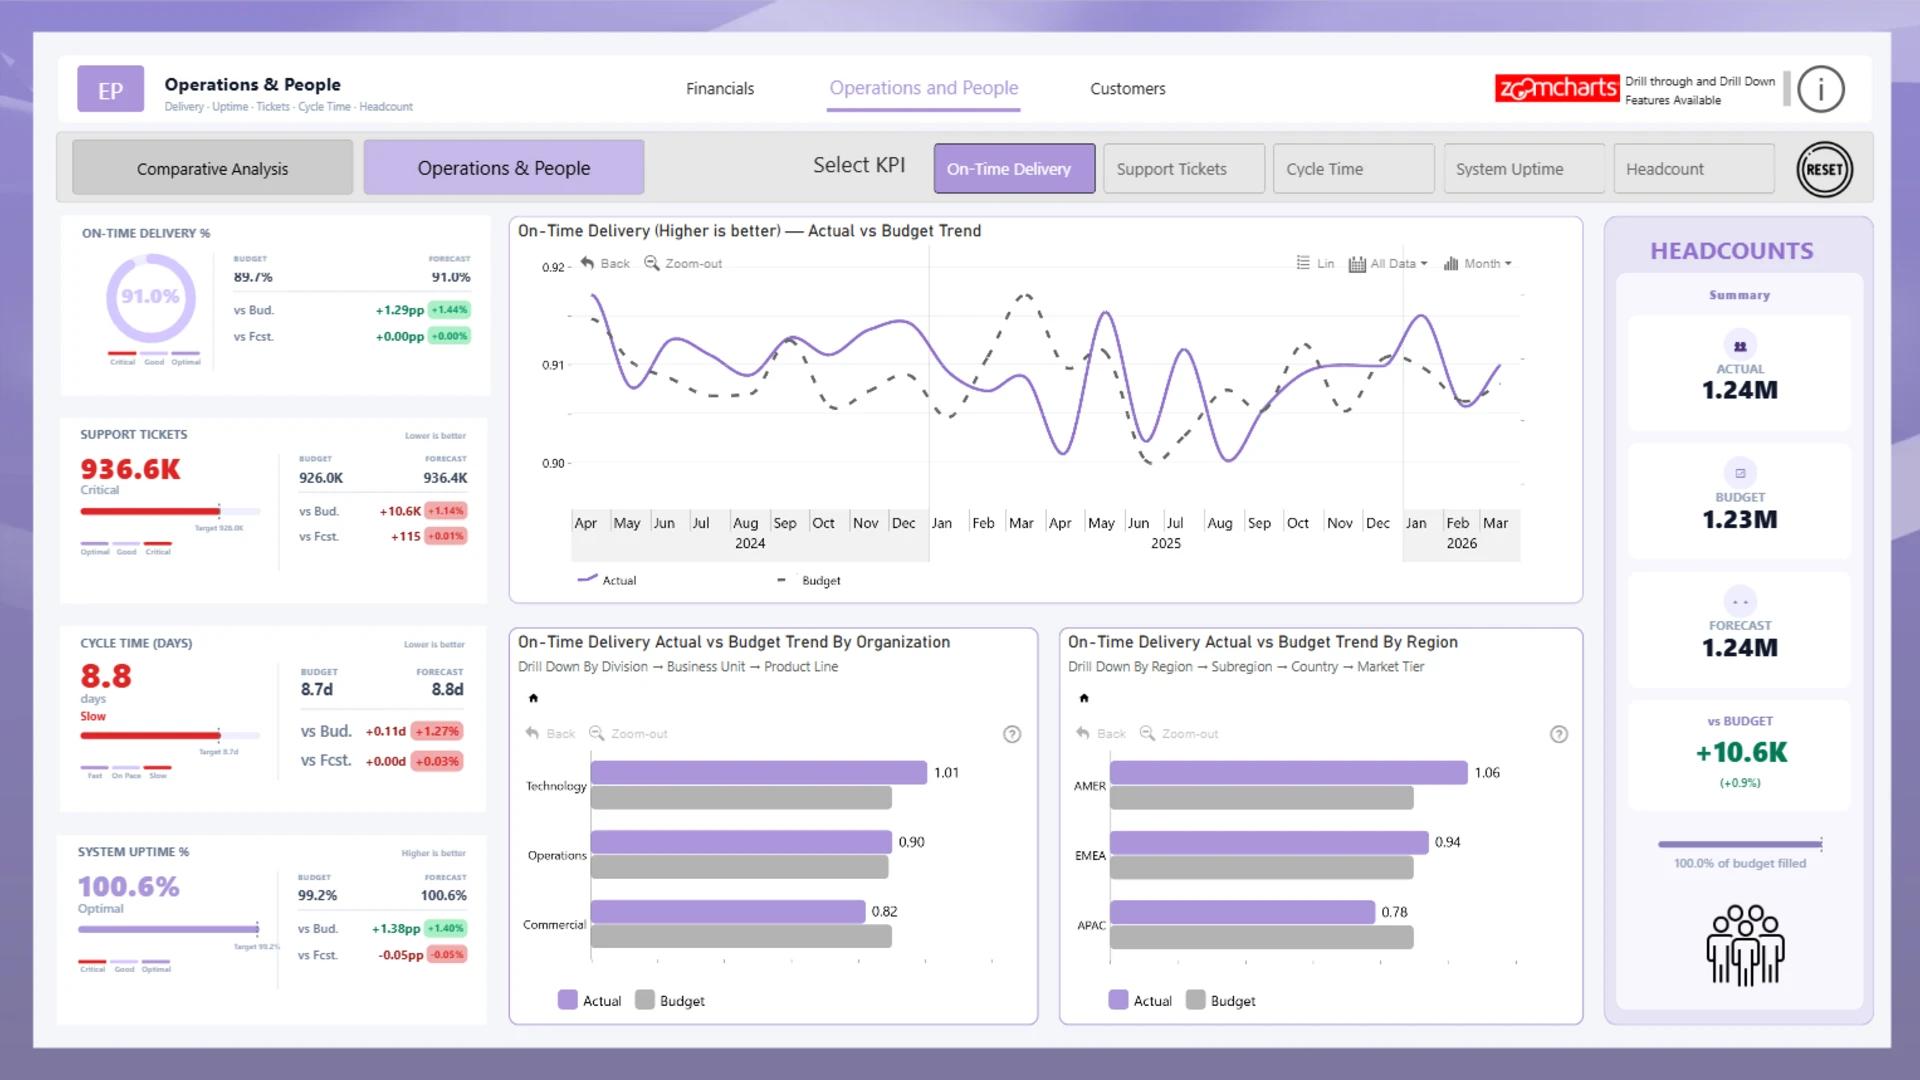 EP
Operations & People
Delivery · Uptime · Tickets · Cycle Time · Headcount
Financials
Operations and People
Customers
zoomcharts
Drill through and Drill Down
Features Available
i
Comparative Analysis
Operations & People
Select KPI
On-Time Delivery
Support Tickets
Cycle Time
System Uptime
Headcount
RESET
ON-TIME DELIVERY %
91.0%
Critical Good Optimal
BUDGET FORECAST
89.7% 91.0%
vs Bud. +1.29pp +1.44%
vs Fcst. +0.00pp +0.00%
SUPPORT TICKETS
Lower is better
936.6K
Critical
Target 926.0K
Optimal Good Critical
BUDGET FORECAST
926.0K 936.4K
vs Bud. +10.6K +1.14%
vs Fcst. +115 +0.01%
CYCLE TIME (DAYS)
Lower is better
8.8
days
Slow
Target 8.7d
Fast On Pace Slow
BUDGET FORECAST
8.7d 8.8d
vs Bud. +0.11d +1.27%
vs Fcst. +0.00d +0.03%
SYSTEM UPTIME %
Higher is better
100.6%
Optimal
Target 99.2%
Critical Good Optimal
BUDGET FORECAST
99.2% 100.6%
vs Bud. +1.38pp +1.40%
vs Fcst. -0.05pp -0.05%
On-Time Delivery (Higher is better) — Actual vs Budget Trend
Back Zoom-out
Lin All Data Month
0.92
0.91
0.90
Apr May Jun Jul Aug Sep Oct Nov Dec Jan Feb Mar Apr May Jun Jul Aug Sep Oct Nov Dec Jan Feb Mar
2024 2025 2026
Actual Budget
On-Time Delivery Actual vs Budget Trend By Organization
Drill Down By Division → Business Unit → Product Line
Back Zoom-out
?
Technology 1.01
Operations 0.90
Commercial 0.82
Actual Budget
On-Time Delivery Actual vs Budget Trend By Region
Drill Down By Region → Subregion → Country → Market Tier
Back Zoom-out
?
AMER 1.06
EMEA 0.94
APAC 0.78
Actual Budget
HEADCOUNTS
Summary
ACTUAL
1.24M
BUDGET
1.23M
FORECAST
1.24M
vs BUDGET
+10.6K
(+0.9%)
100.0% of budget filled